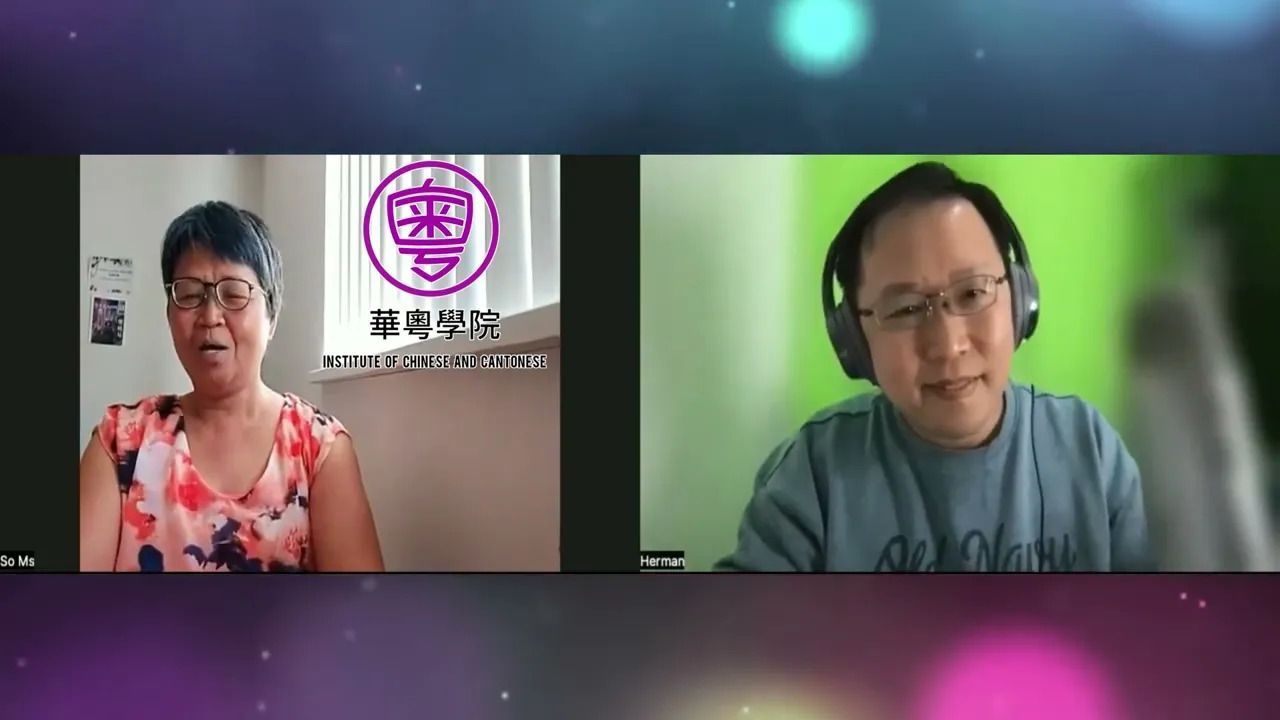 粵
華粵學院
INSTITUTE OF CHINESE AND CANTONESE
So Ms
Herman
Old Navy